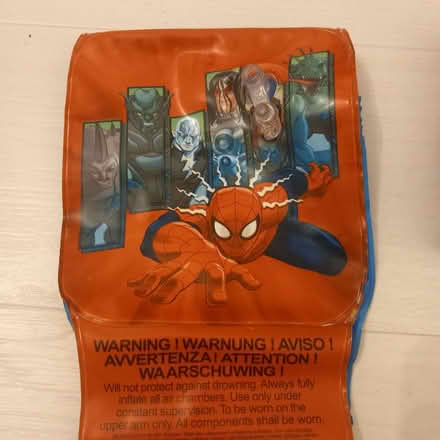 WARNING ! WARNUNG ! AVISO !
AVVERTENZA ! ATTENTION !
WAARSCHUWING !
Will not protect against drowning. Always fully
inflate all air chambers. Use only under
constant supervision. To be worn on the
upper arm only. All components shall be worn.